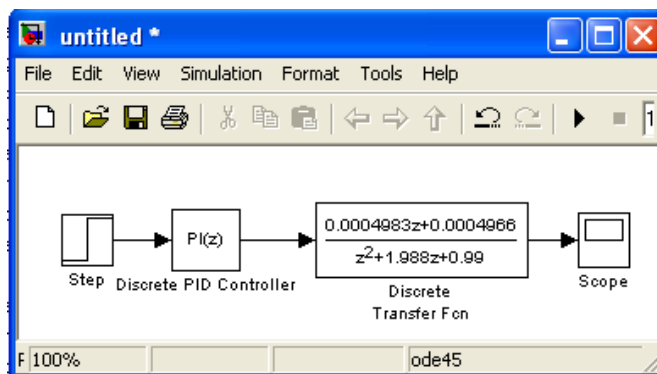 untitled *
File Edit View Simulation Format Tools Help
1
0.0004983z+0.0004966
PI(z)
z²+1.988z+0.99
Step
Discrete PID Controller
Discrete
Transfer Fcn
Scope
F 100%
ode45